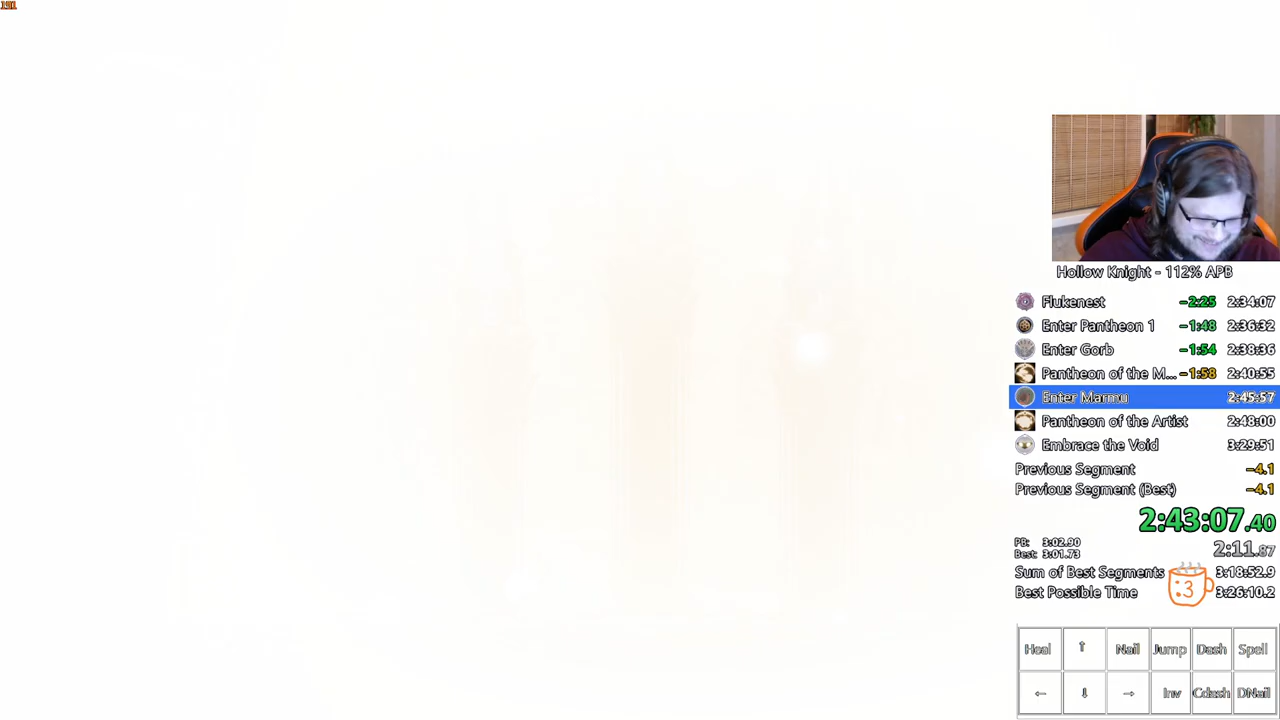 191
Hollow Knight - 112% APB
Flukenest -2:25 2:34:07
Enter Pantheon 1 -1:48 2:36:32
Enter Gorb -1:54 2:38:36
Pantheon of the M... -1:58 2:40:55
Enter Marmu 2:45:57
Pantheon of the Artist 2:48:00
Embrace the Void 3:29:51
Previous Segment -4.1
Previous Segment (Best) -4.1
2:43:07.40
PB: 3:02.90
Best: 3:01.73
2:11.87
Sum of Best Segments 3:18:52.9
Best Possible Time 3:26:10.2
Heal ↑ Nail Jump Dash Spell
← ↓ → Inv Cdash DNail